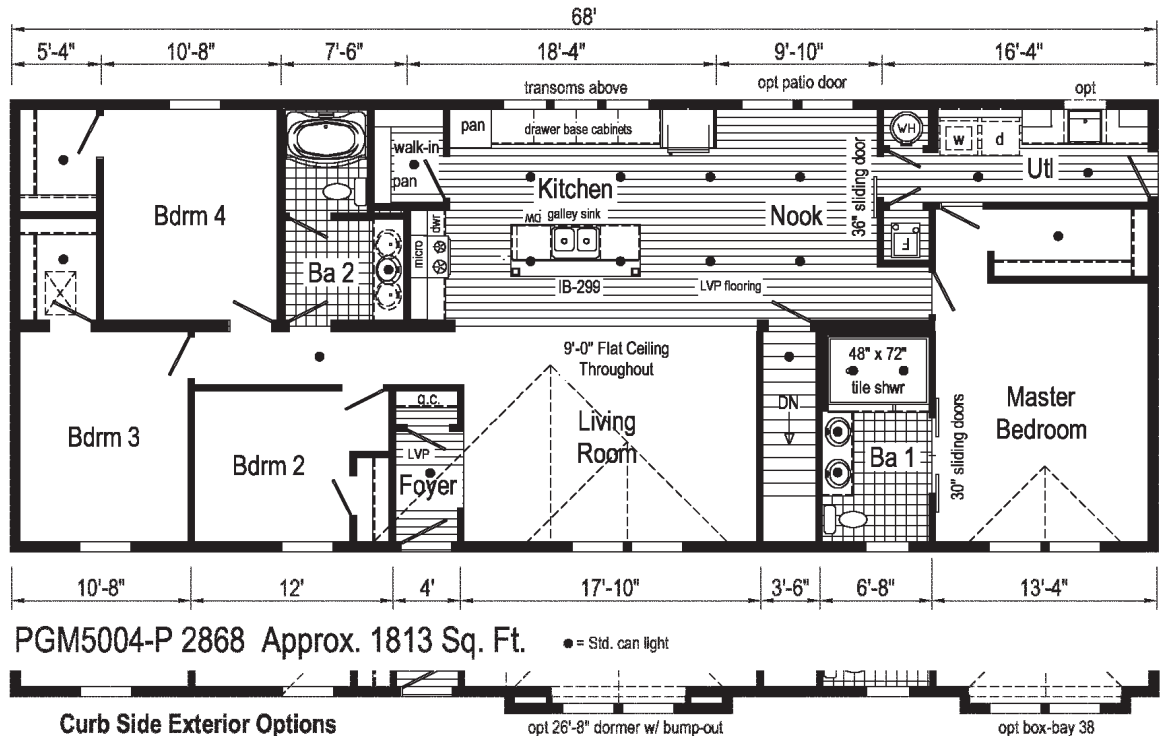 68'
5'-4" 10'-8" 7'-6" 18'-4" 9'-10" 16'-4"
transoms above opt patio door opt
pan drawer base cabinets WH w d
walk-in
pan
36" sliding door
Utl
Bdrm 4 Kitchen Nook
DW galley sink
dwr
micro
F
Ba 2
x
IB-299 LVP flooring
9'-0" Flat Ceiling
Throughout
48" x 72"
tile shwr
g.c.
DN
Master
Bedroom
Living
Room
Bdrm 3
Bdrm 2
LVP
Foyer
Ba 1
30" sliding doors
10'-8" 12' 4' 17'-10" 3'-6" 6'-8" 13'-4"
PGM5004-P 2868 Approx. 1813 Sq. Ft. ● = Std. can light
Curb Side Exterior Options
opt 26'-8" dormer w/ bump-out
opt box-bay 38